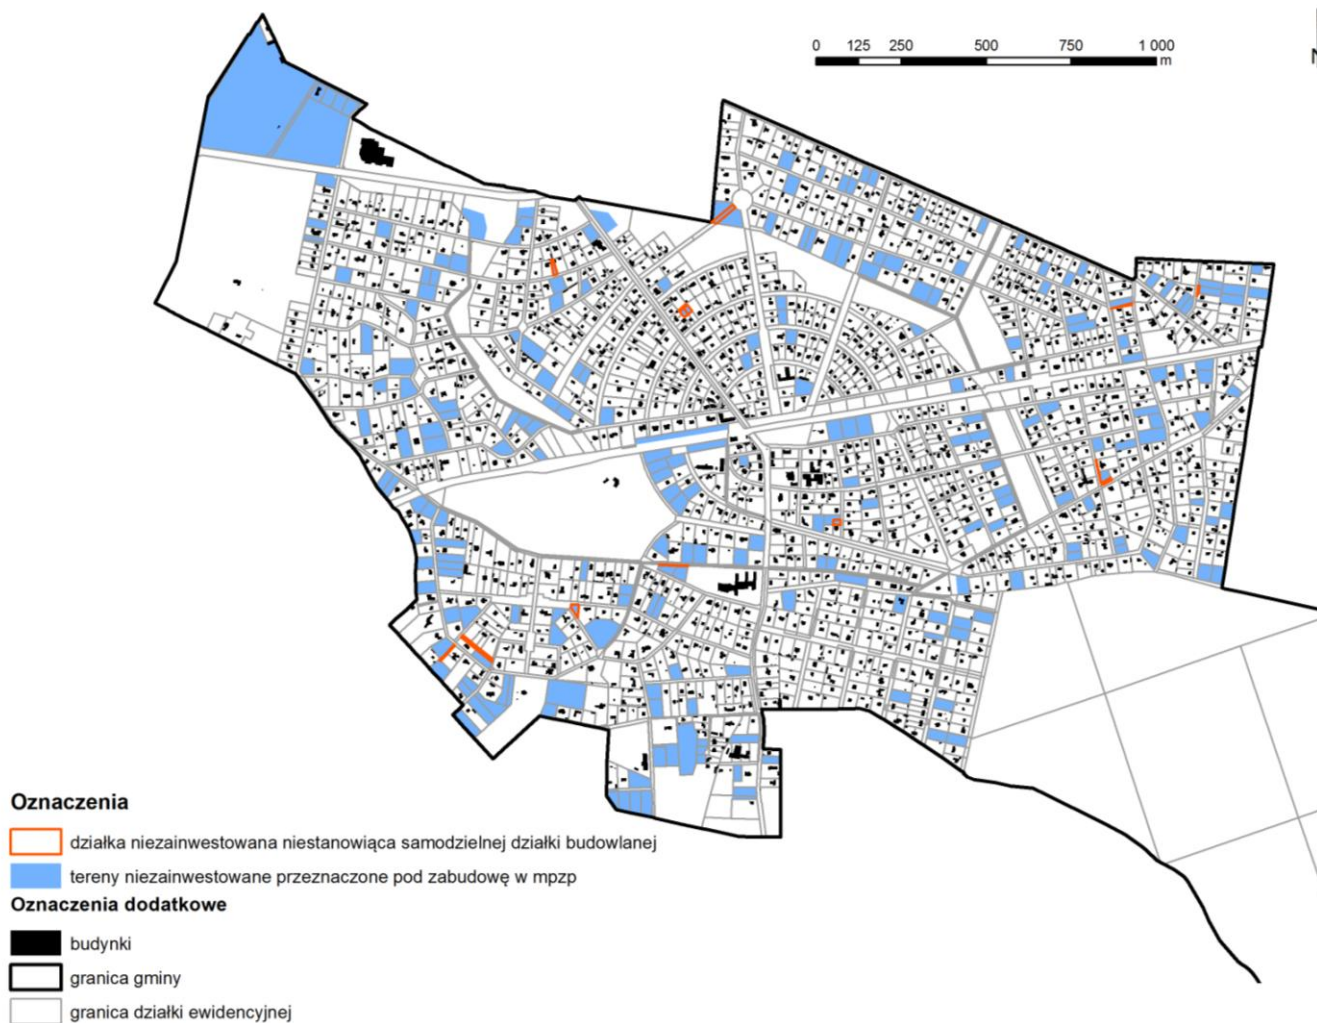 0 125 250 500 750 1 000
m
Oznaczenia
działka niezainwestowana niestanowiąca samodzielnej działki budowlanej
tereny niezainwestowane przeznaczone pod zabudowę w mpzp
Oznaczenia dodatkowe
budynki
granica gminy
granica działki ewidencyjnej